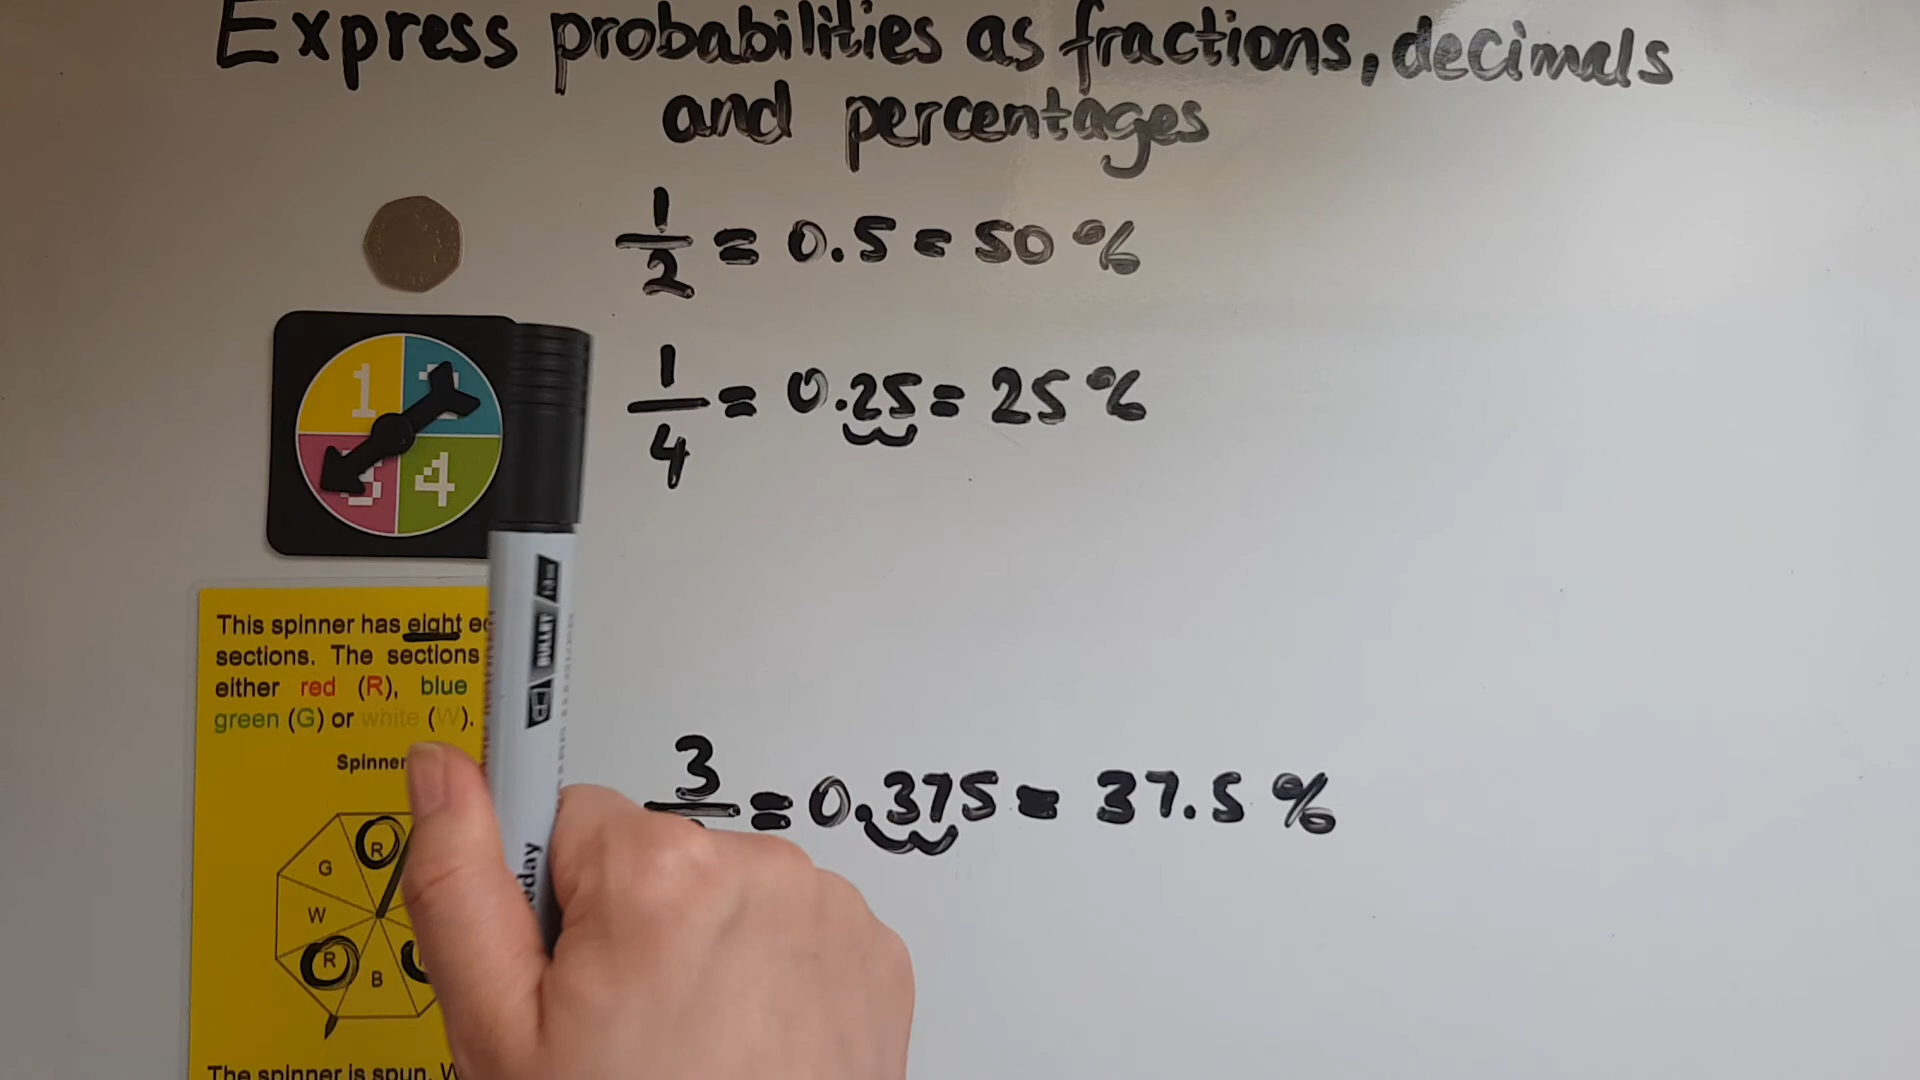 Express probabilities as fractions, decimals
and percentages
1/2 = 0.5 = 50 %
1/4 = 0.25 = 25 %
1
4
BULLET
This spinner has eight
sections. The sections
either red (R), blue
green (G) or white (W).
Spinner
3 = 0.375 = 37.5 %
R
G
W
R
B
The spinner is spun.